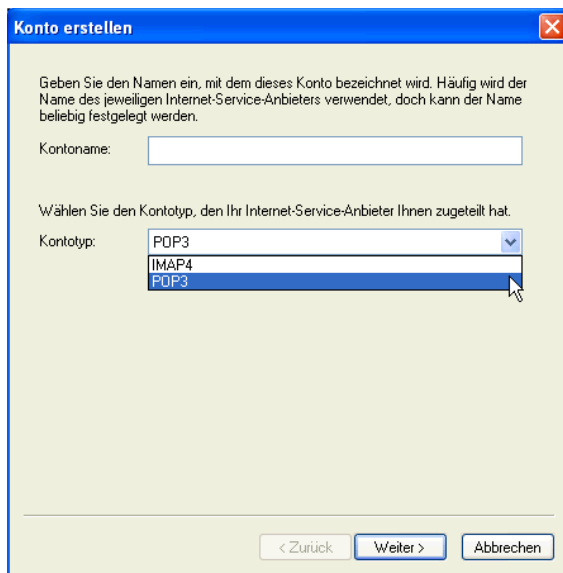 Konto erstellen
Geben Sie den Namen ein, mit dem dieses Konto bezeichnet wird. Häufig wird der
Name des jeweiligen Internet-Service-Anbieters verwendet, doch kann der Name
beliebig festgelegt werden.
Kontoname:
Wählen Sie den Kontotyp, den Ihr Internet-Service-Anbieter Ihnen zugeteilt hat.
Kontotyp: POP3
IMAP4
POP3
< Zurück Weiter > Abbrechen